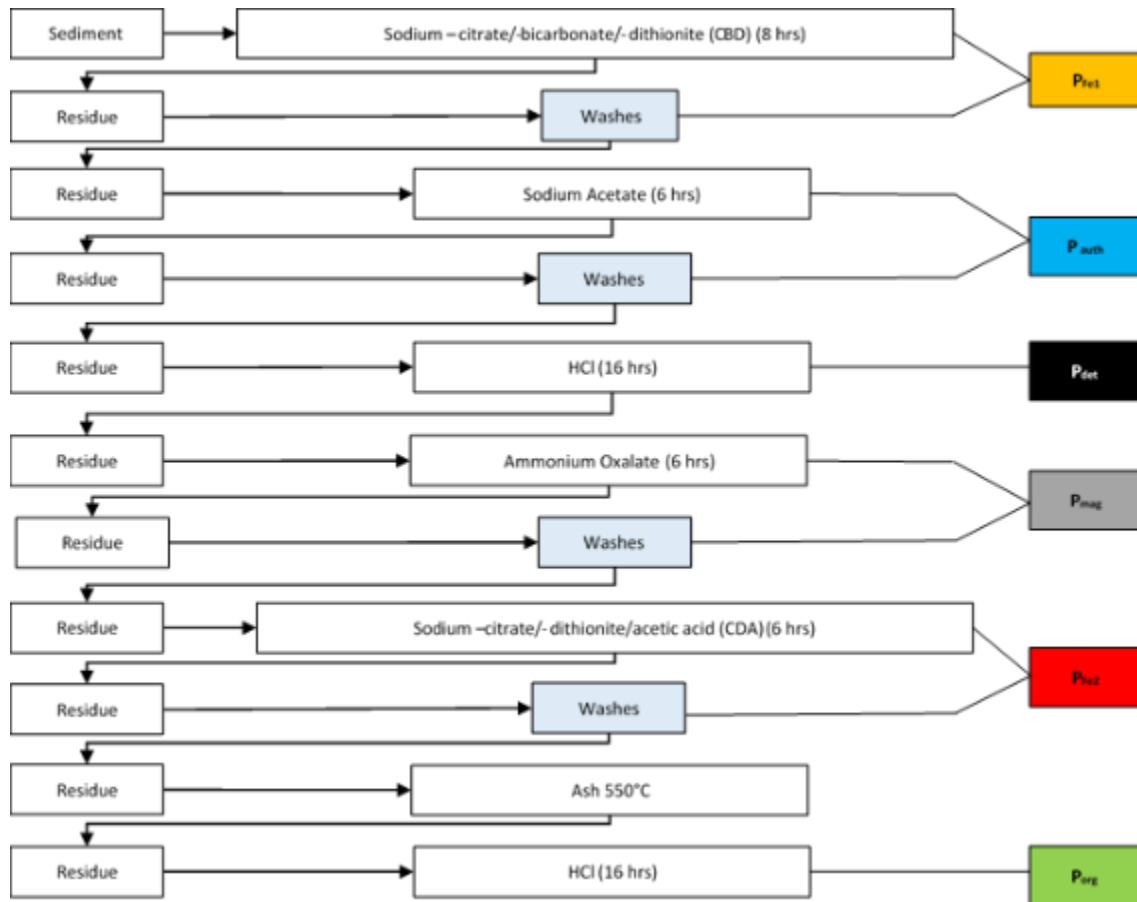 Sediment
Sodium –citrate/-bicarbonate/-dithionite (CBD) (8 hrs)
PFe1
Residue
Washes
Residue
Sodium Acetate (6 hrs)
P auth
Residue
Washes
Residue
HCl (16 hrs)
Pdet
Residue
Ammonium Oxalate (6 hrs)
Pmag
Residue
Washes
Residue
Sodium –citrate/-dithionite/acetic acid (CDA) (6 hrs)
PFe2
Residue
Washes
Residue
Ash 550°C
Residue
HCl (16 hrs)
Porg